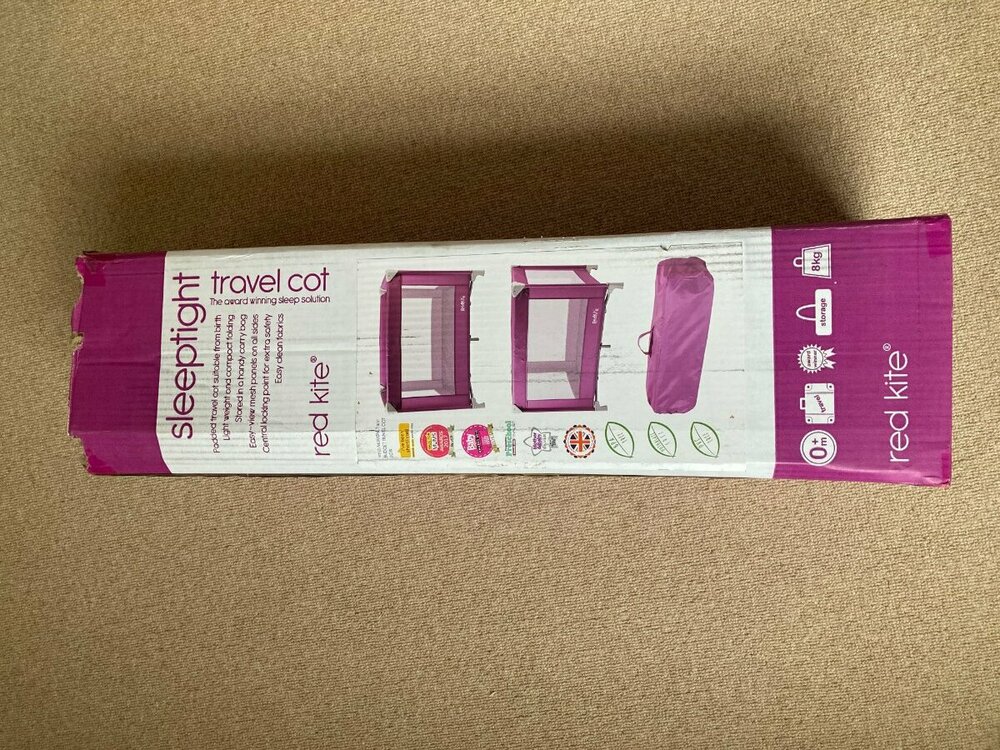 sleeptight
travel cot
The award winning sleep solution
Padded travel cot suitable from birth
Light weight and compact folding
Stored in a handy carry bag
Easy-view mesh panels on all sides
Central locking point for extra safety
Easy clean fabrics
red kite®
0+
m
travel
storage
8kg
red kite®